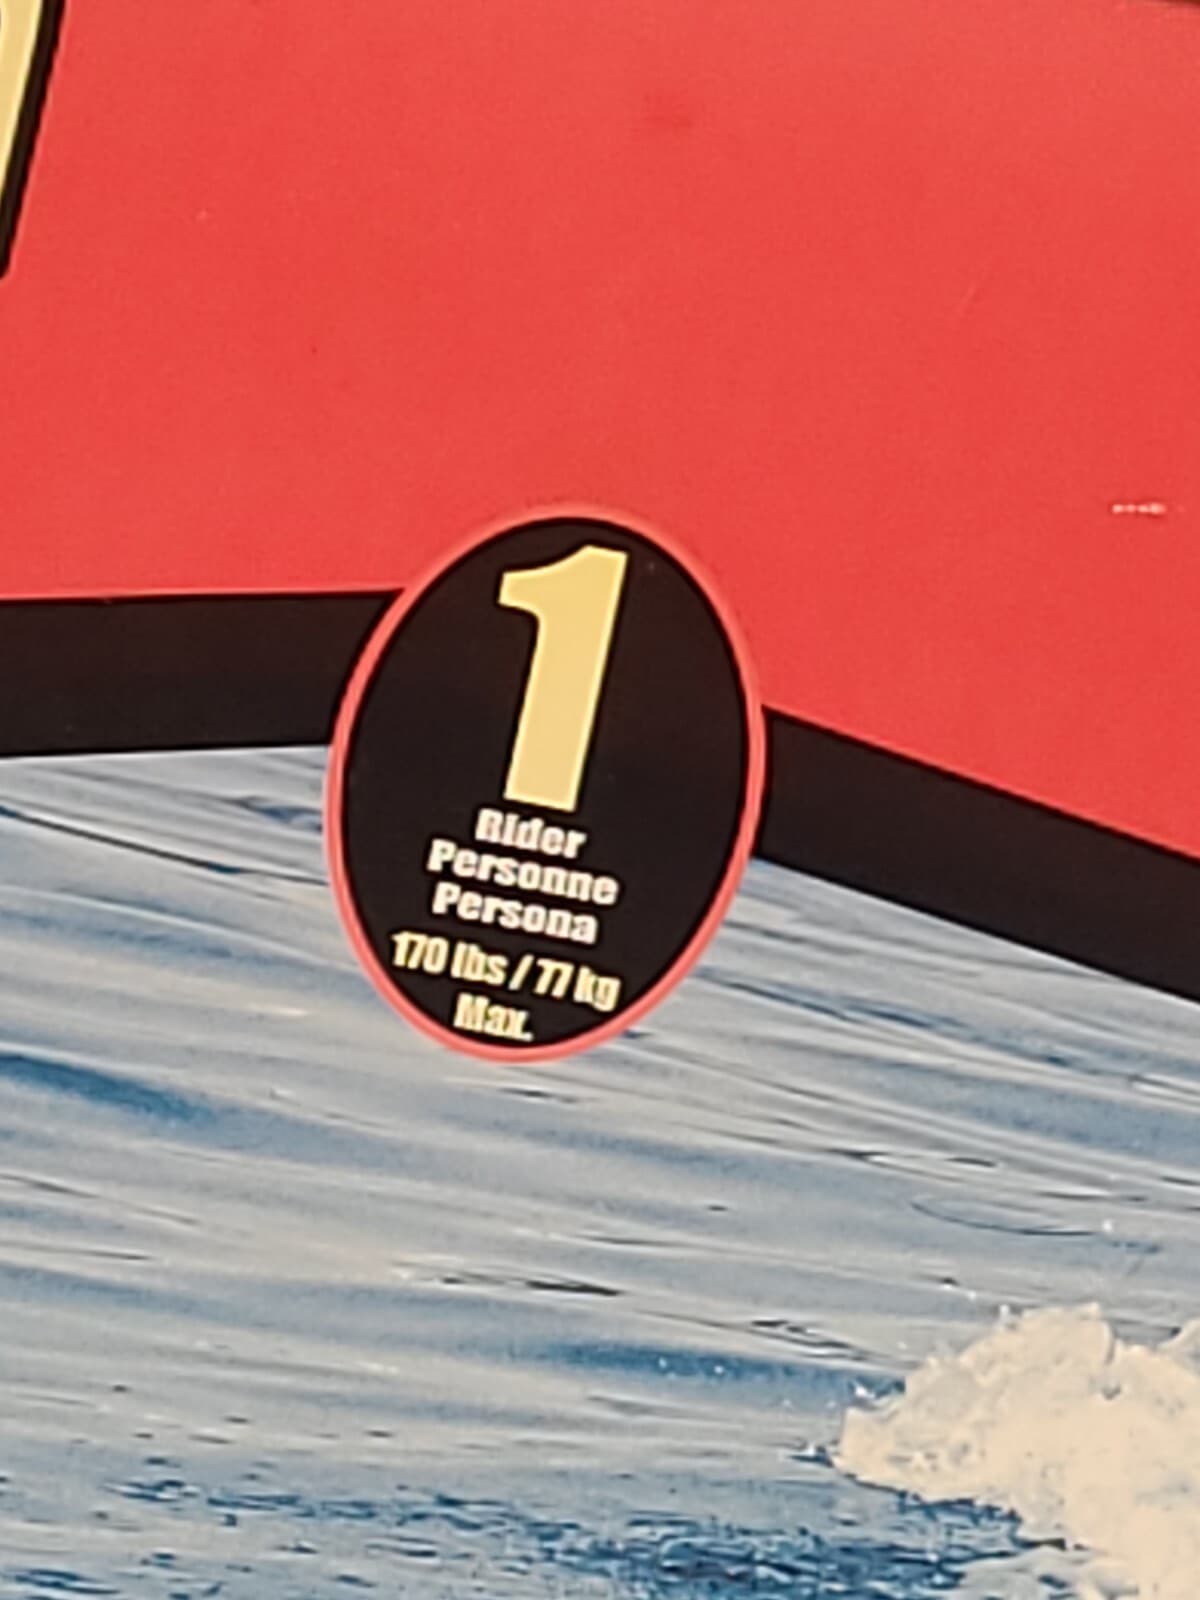 1
Rider
Personne
Persona
170 lbs / 77 kg
Max.